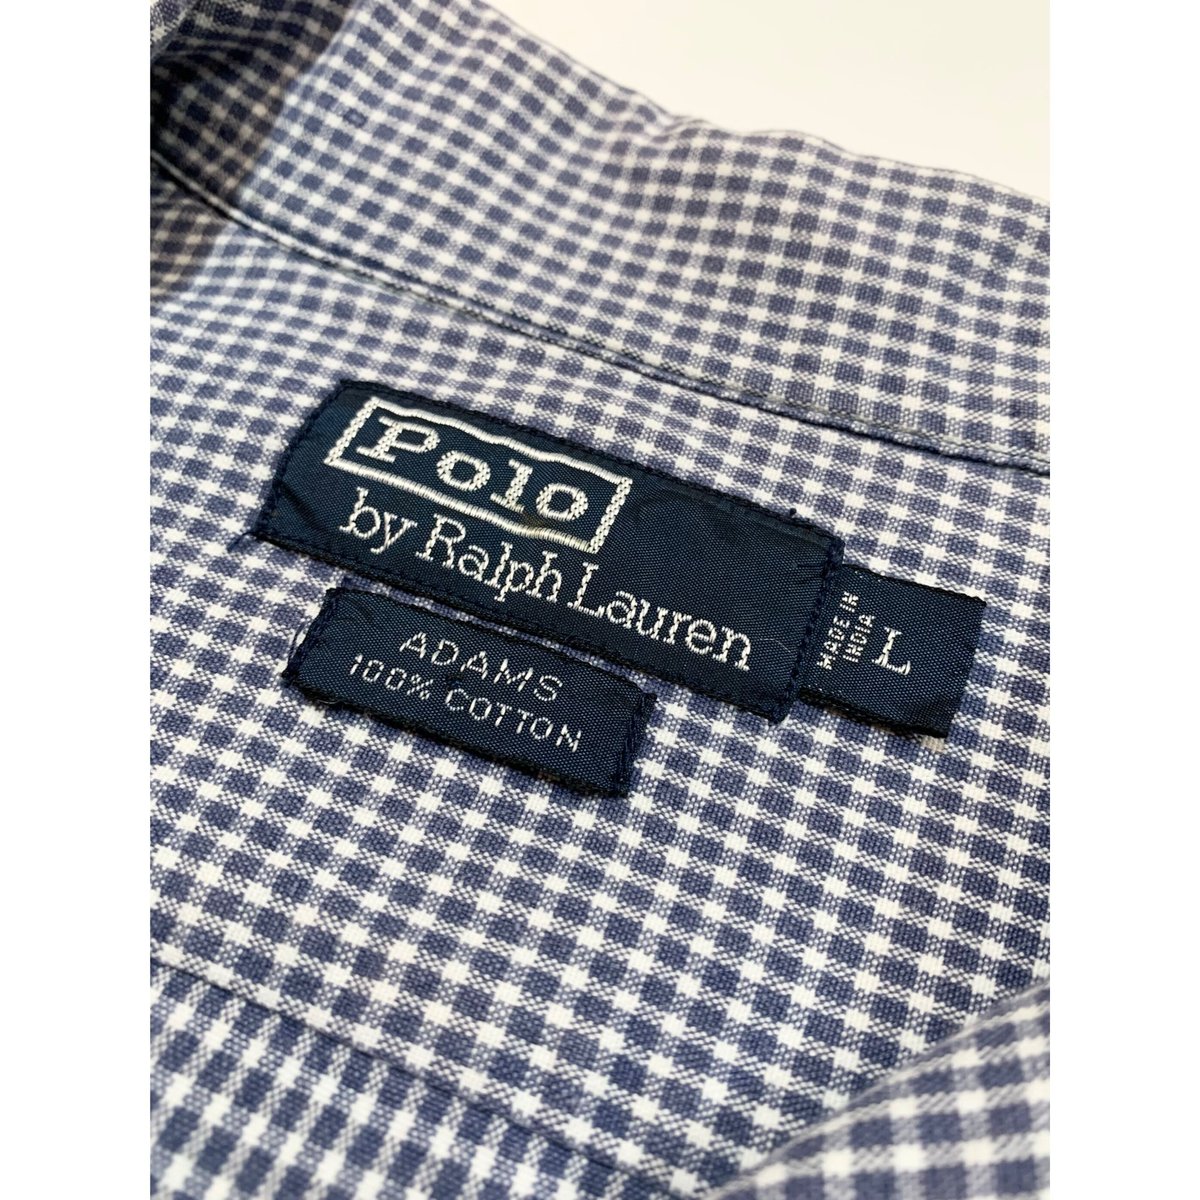 Polo
by Ralph Lauren
MADE IN
INDIA
L
ADAMS
100% COTTON